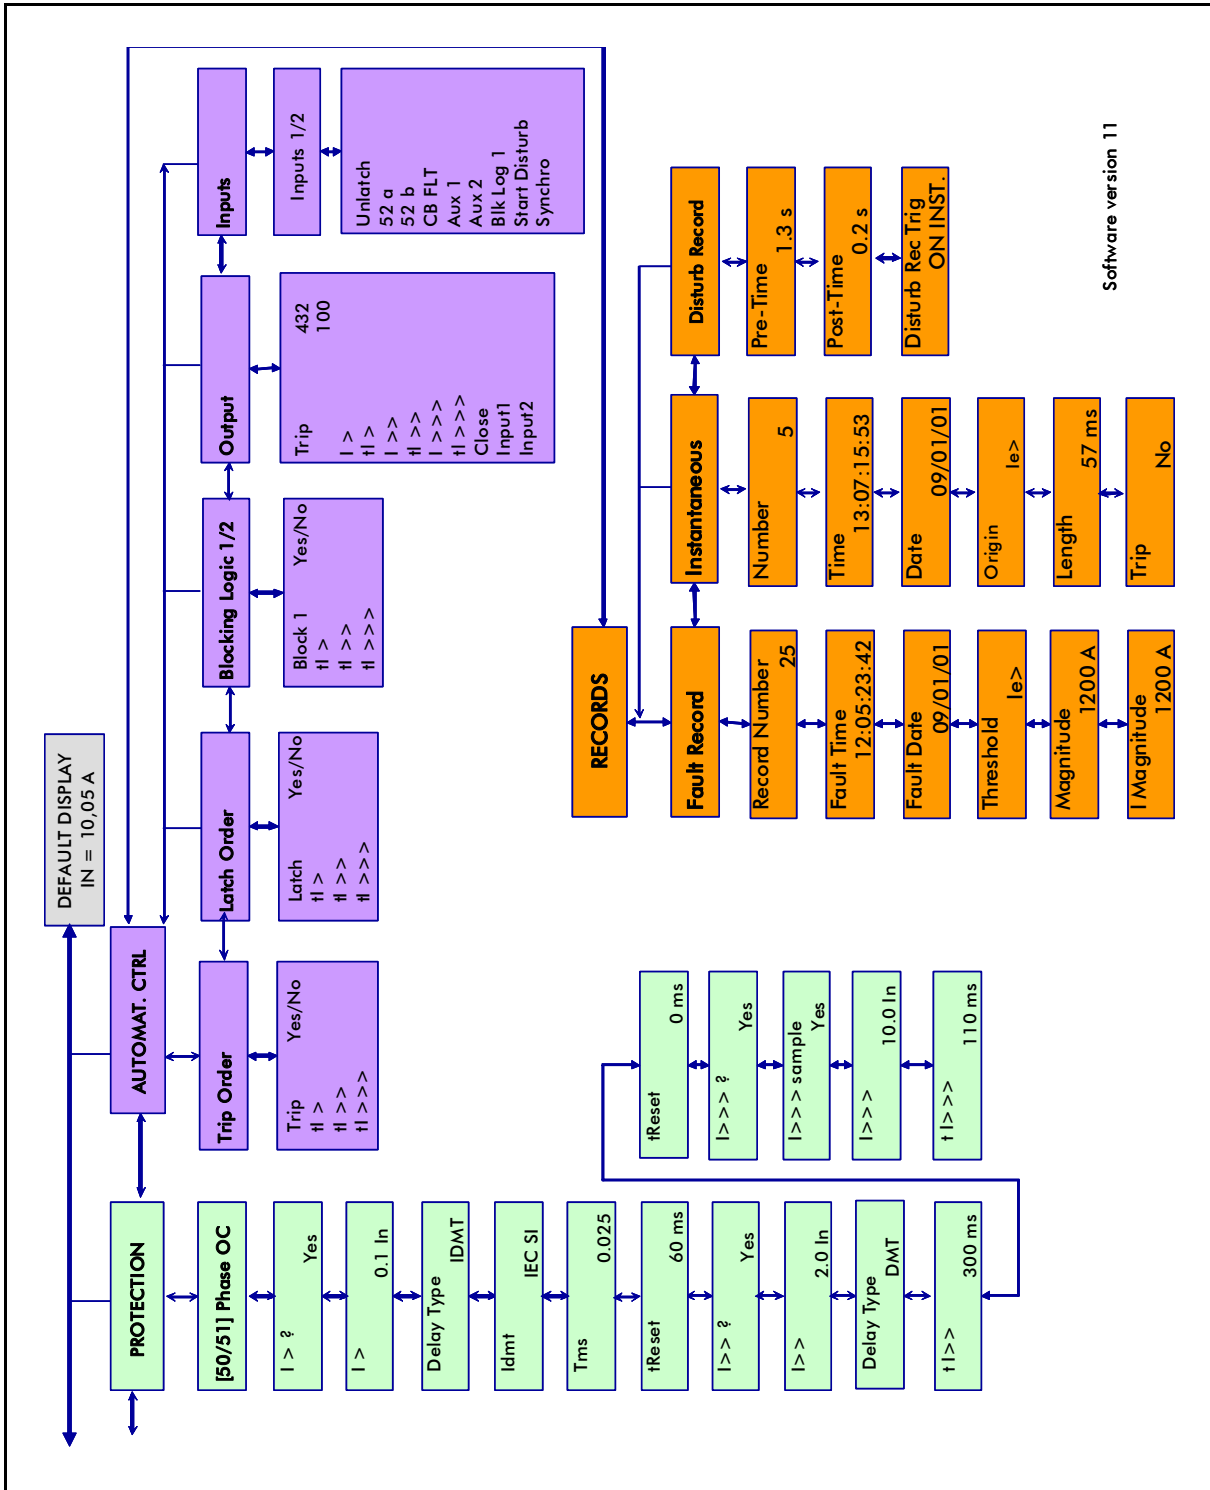 DEFAULT DISPLAY
IN = 10,05 A
PROTECTION
[50/51] Phase OC
I > ?
Yes
I >
0.1 In
Delay Type
IDMT
Idmt
IEC SI
Tms
0.025
tReset
60 ms
I>> ?
Yes
I>>
2.0 In
Delay Type
DMT
t I>>
300 ms
tReset
0 ms
I>>> ?
Yes
I>>> sample
Yes
I>>>
10.0 In
t I>>>
110 ms
AUTOMAT. CTRL
Trip Order
Trip Yes/No
tI >
tI >>
tI >>>
Latch Order
Latch Yes/No
tI >
tI >>
tI >>>
Blocking Logic 1/2
Block 1 Yes/No
tI >
tI >>
tI >>>
Output
Trip 432
I > 100
tI >
I >>
tI >>
I >>>
tI >>>
Close
Input1
Input2
Inputs
Inputs 1/2
Unlatch
52 a
52 b
CB FLT
Aux 1
Aux 2
Blk Log 1
Start Disturb
Synchro
RECORDS
Fault Record
Record Number
25
Fault Time
12:05:23:42
Fault Date
09/01/01
Threshold
Ie>
Magnitude
1200 A
I Magnitude
1200 A
Instantaneous
Number
5
Time
13:07:15:53
Date
09/01/01
Origin
Ie>
Length
57 ms
Trip
No
Disturb Record
Pre-Time
1.3 s
Post-Time
0.2 s
Disturb Rec Trig
ON INST.
Software version 11